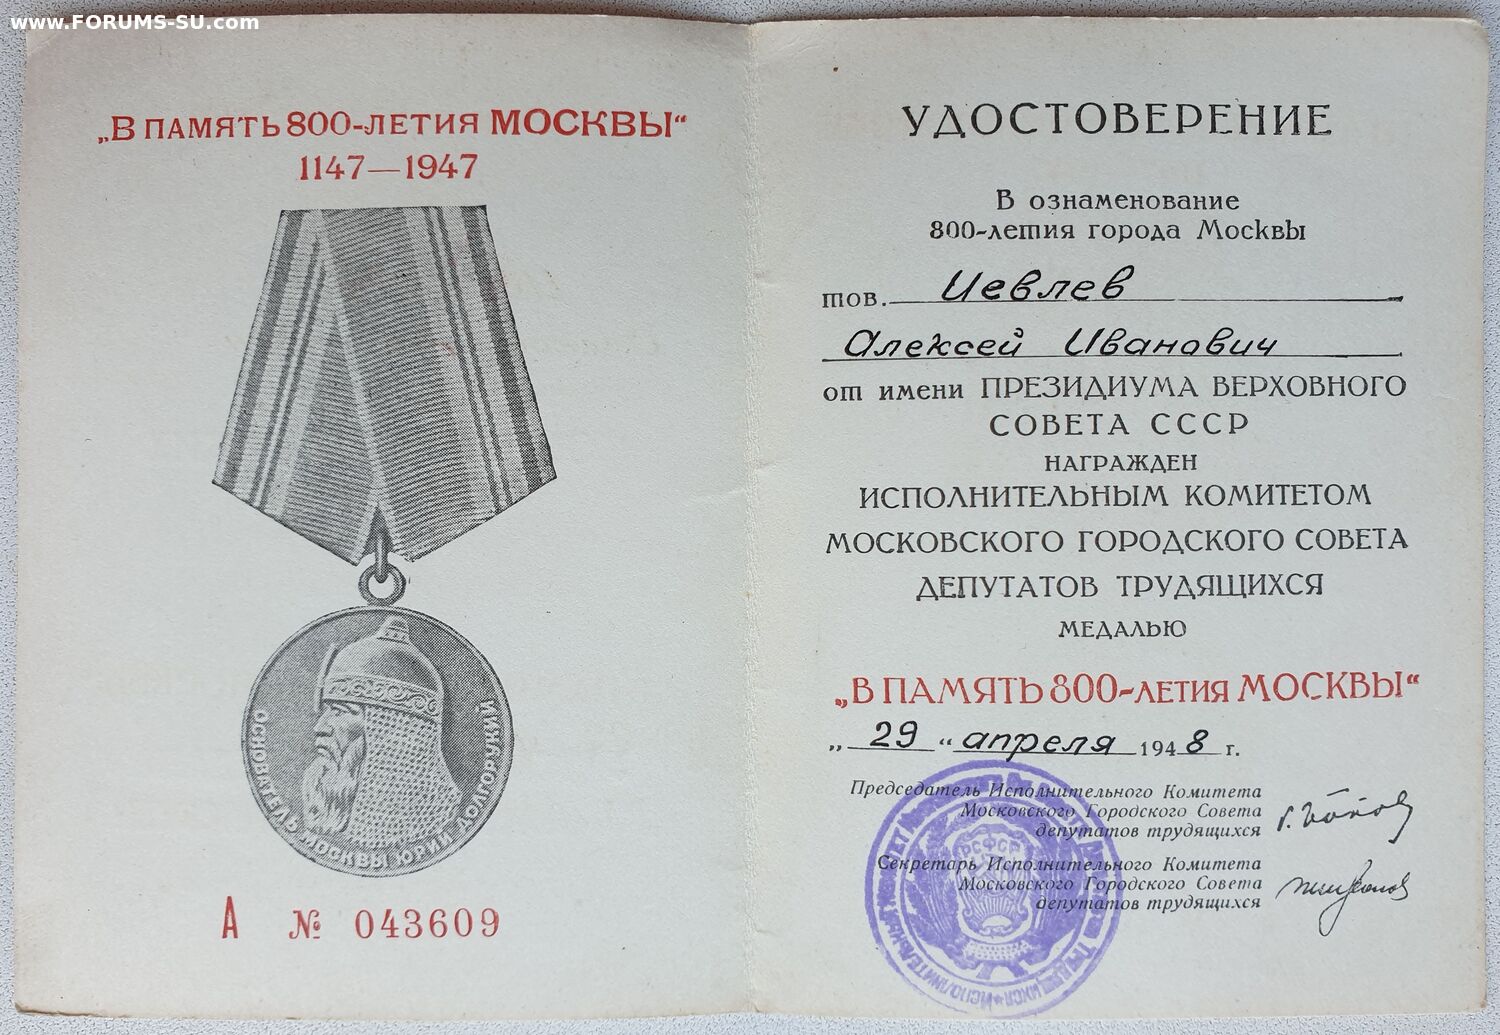 www.FORUMS-SU.com
„В ПАМЯТЬ 800-ЛЕТИЯ МОСКВЫ“
1147—1947
ОСНОВАТЕЛЬ МОСКВЫ ЮРИЙ ДОЛГОРУКИЙ
А № 043609
УДОСТОВЕРЕНИЕ
В ознаменование
800-летия города Москвы
тов. Иевлев
Алексей Иванович
от имени ПРЕЗИДИУМА ВЕРХОВНОГО
СОВЕТА СССР
НАГРАЖДЕН
ИСПОЛНИТЕЛЬНЫМ КОМИТЕТОМ
МОСКОВСКОГО ГОРОДСКОГО СОВЕТА
ДЕПУТАТОВ ТРУДЯЩИХСЯ
МЕДАЛЬЮ
„В ПАМЯТЬ 800-ЛЕТИЯ МОСКВЫ“
„29“ апреля 1948 г.
Председатель Исполнительного Комитета
Московского Городского Совета
депутатов трудящихся
Секретарь Исполнительного Комитета
Московского Городского Совета
депутатов трудящихся
РСФСР